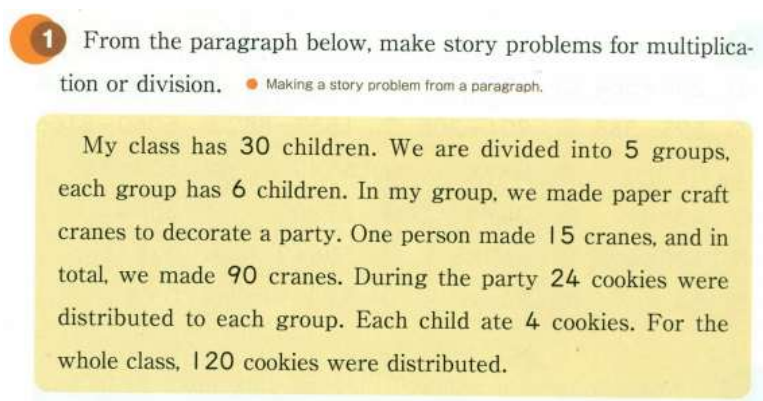 1 From the paragraph below, make story problems for multiplica-
tion or division. ● Making a story problem from a paragraph.
My class has 30 children. We are divided into 5 groups,
each group has 6 children. In my group, we made paper craft
cranes to decorate a party. One person made 15 cranes, and in
total, we made 90 cranes. During the party 24 cookies were
distributed to each group. Each child ate 4 cookies. For the
whole class, 120 cookies were distributed.